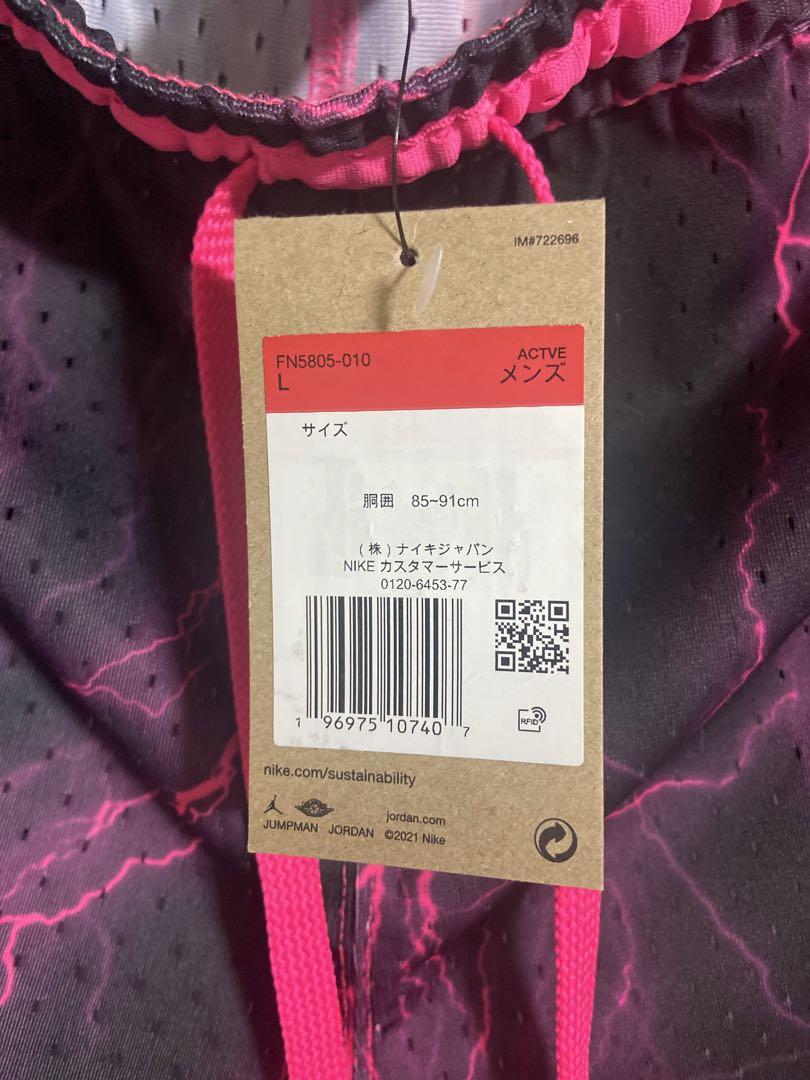 IM#722696
FN5805-010 ACTVE
L メンズ
サイズ
胴囲 85~91cm
(株)ナイキジャパン
NIKE カスタマーサービス
0120-6453-77
1 96975 10740 7
RFID
nike.com/sustainability
jordan.com
JUMPMAN JORDAN ©2021 Nike